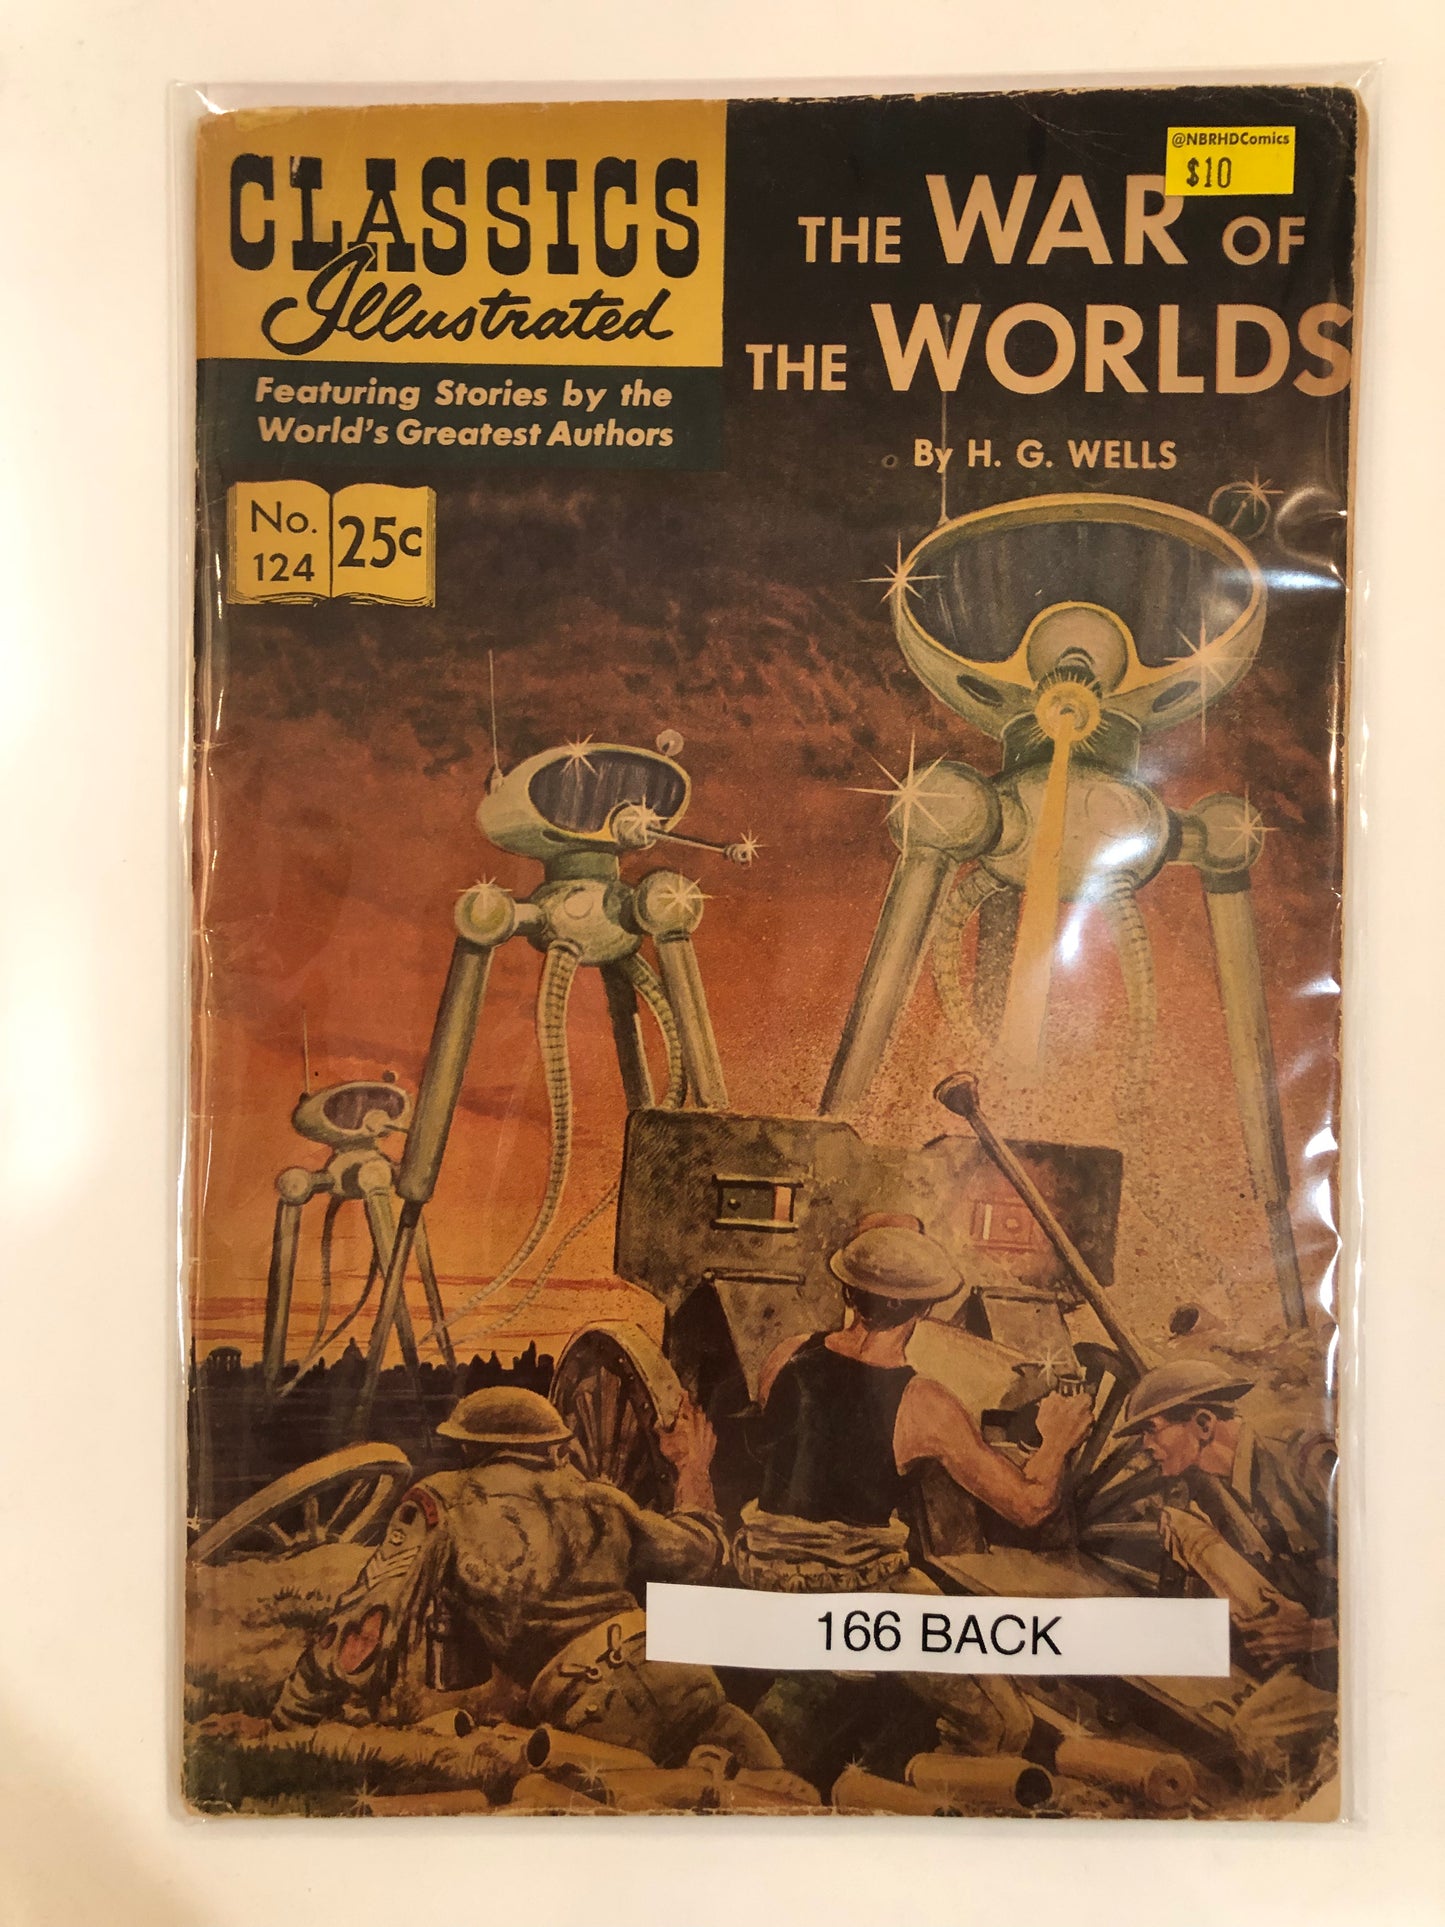 @NBRHDComics
$10
CLASSICS
Illustrated
Featuring Stories by the
World's Greatest Authors
No.
124
25c
THE WAR OF
THE WORLDS
By H. G. WELLS
166 BACK